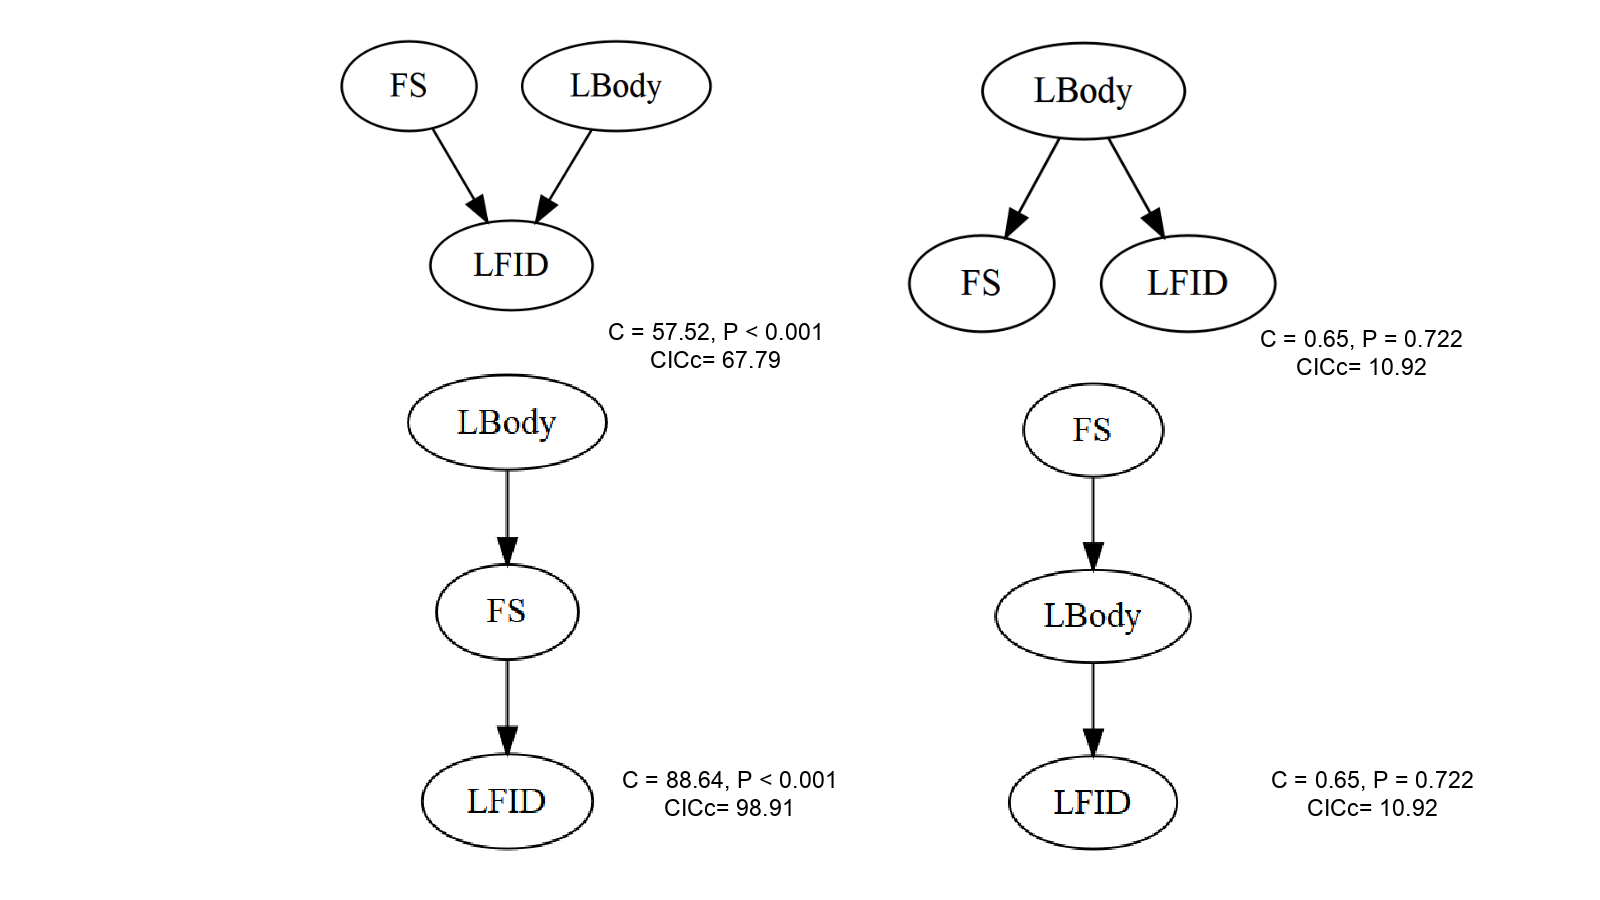 FS
LBody
LFID
C = 57.52, P < 0.001
CICc= 67.79
LBody
FS
LFID
C = 0.65, P = 0.722
CICc= 10.92
LBody
FS
LFID
C = 88.64, P < 0.001
CICc= 98.91
FS
LBody
LFID
C = 0.65, P = 0.722
CICc= 10.92